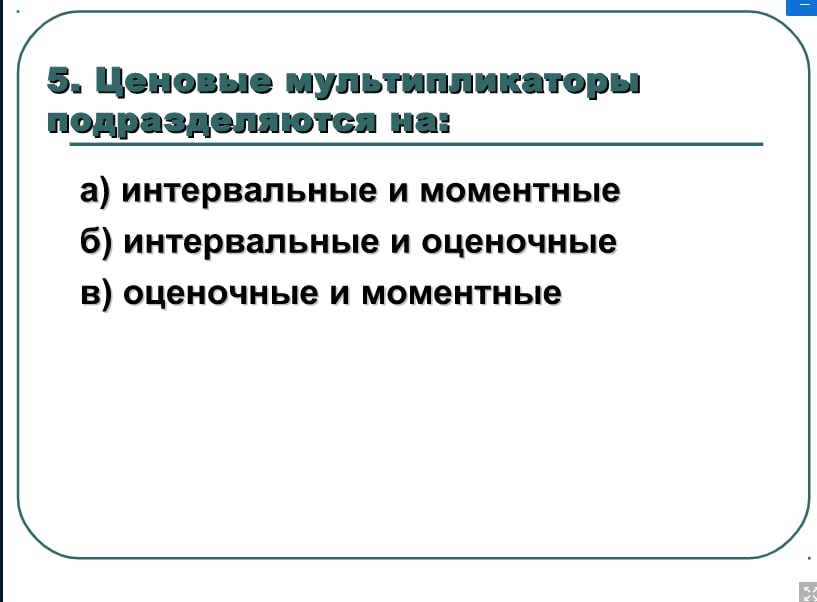 5. Ценовые мультипликаторы
подразделяются на:
а) интервальные и моментные
б) интервальные и оценочные
в) оценочные и моментные